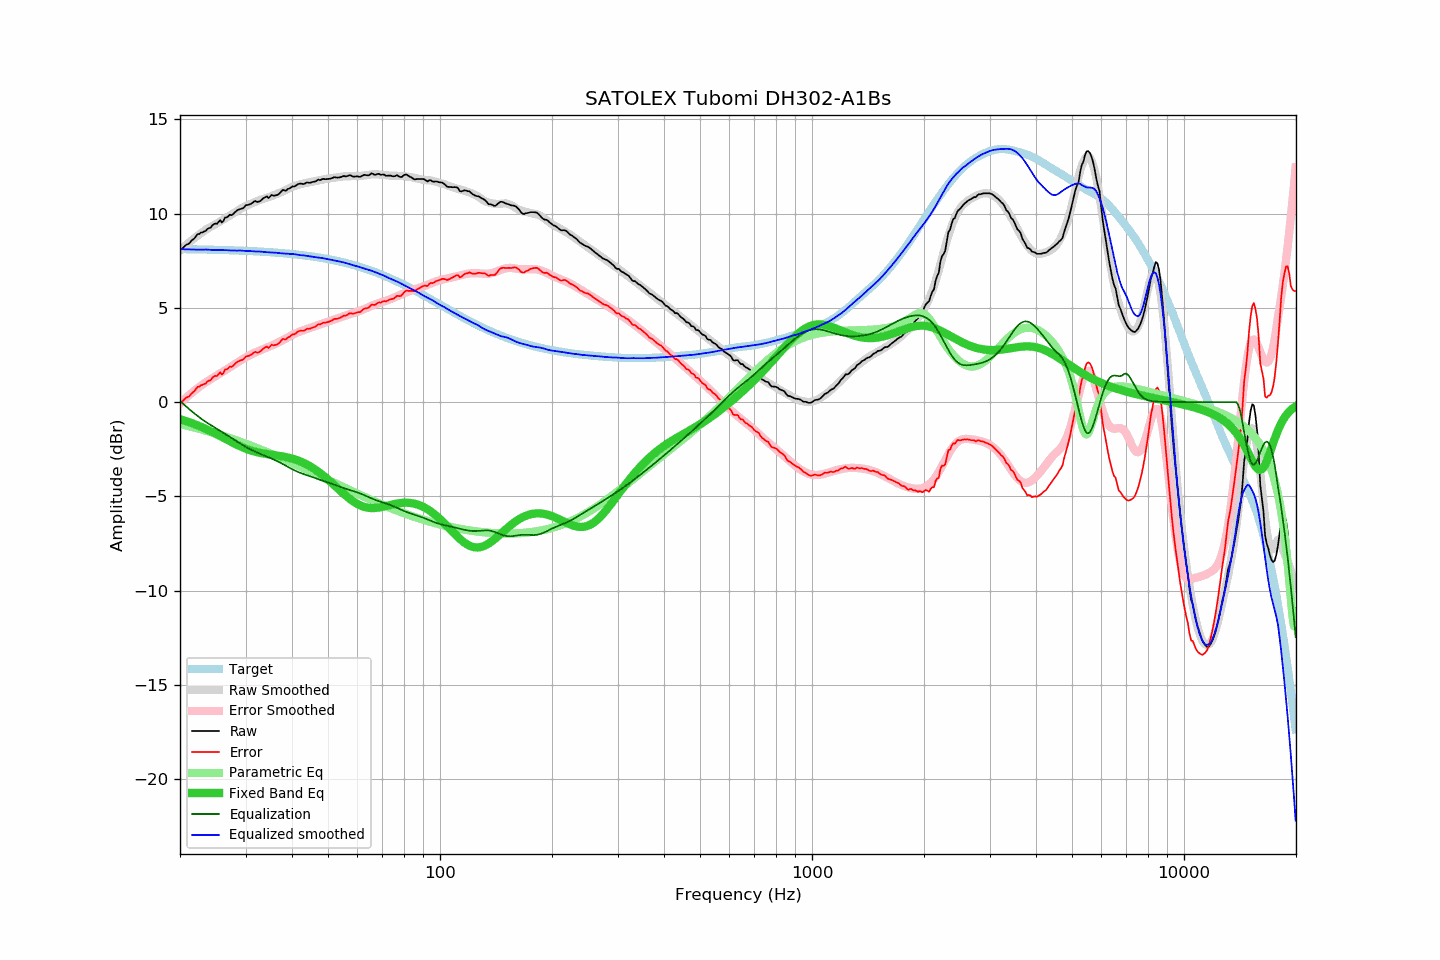 SATOLEX Tubomi DH302-A1Bs
15
10
5
0
−5
−10
−15
−20
Amplitude (dBr)
Target
Raw Smoothed
Error Smoothed
Raw
Error
Parametric Eq
Fixed Band Eq
Equalization
Equalized smoothed
100
1000
10000
Frequency (Hz)